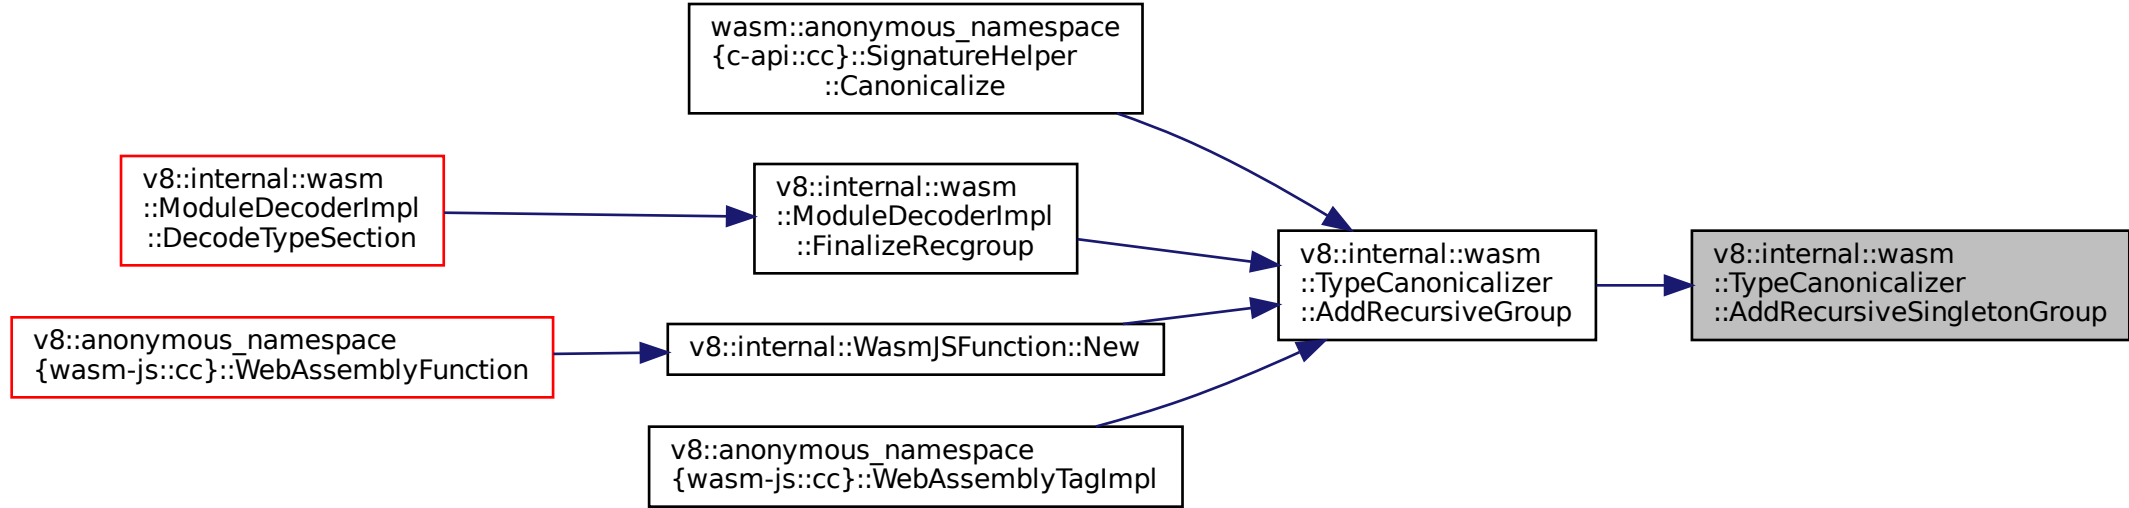 wasm::anonymous_namespace
{c-api::cc}::SignatureHelper
::Canonicalize
v8::internal::wasm
::ModuleDecoderImpl
::DecodeTypeSection
v8::internal::wasm
::ModuleDecoderImpl
::FinalizeRecgroup
v8::internal::wasm
::TypeCanonicalizer
::AddRecursiveGroup
v8::internal::wasm
::TypeCanonicalizer
::AddRecursiveSingletonGroup
v8::anonymous_namespace
{wasm-js::cc}::WebAssemblyFunction
v8::internal::WasmJSFunction::New
v8::anonymous_namespace
{wasm-js::cc}::WebAssemblyTagImpl